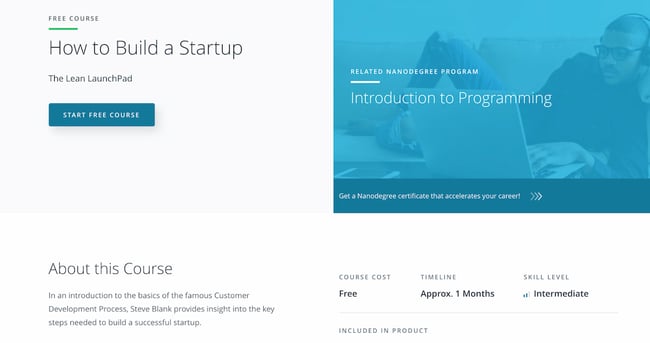 FREE COURSE
How to Build a Startup
The Lean LaunchPad
START FREE COURSE
RELATED NANODEGREE PROGRAM
Introduction to Programming
Get a Nanodegree certificate that accelerates your career!
About this Course
In an introduction to the basics of the famous Customer
Development Process, Steve Blank provides insight into the key
steps needed to build a successful startup.
COURSE COST
Free
TIMELINE
Approx. 1 Months
SKILL LEVEL
Intermediate
INCLUDED IN PRODUCT